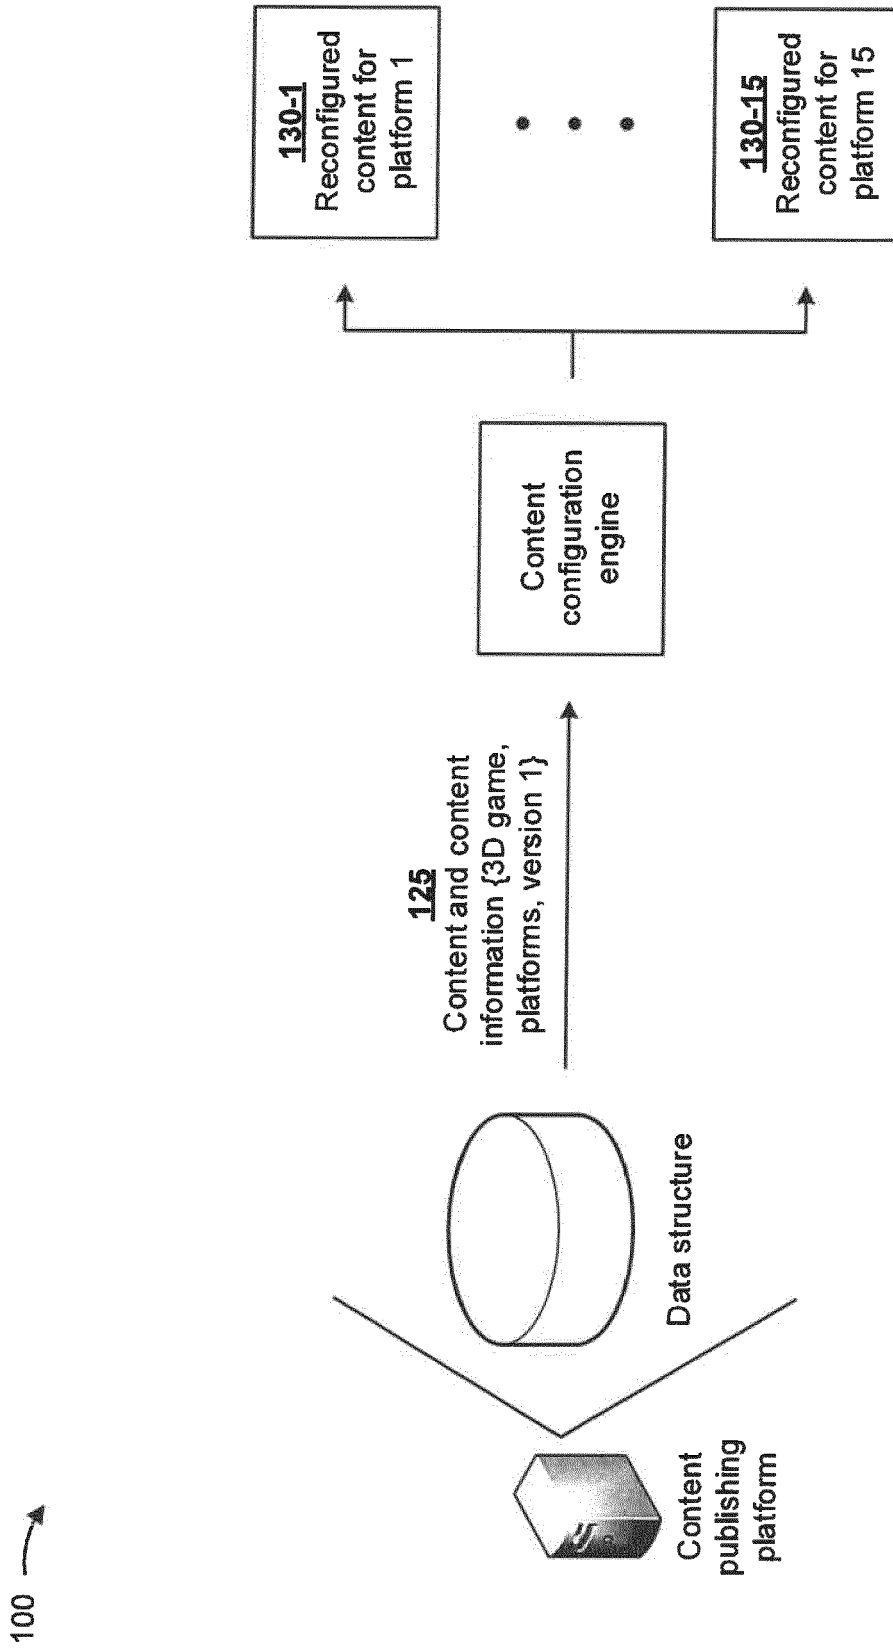 100
Content
publishing
platform
Data structure
125
Content and content
information {3D game,
platforms, version 1}
Content
configuration
engine
130-1
Reconfigured
content for
platform 1
130-15
Reconfigured
content for
platform 15